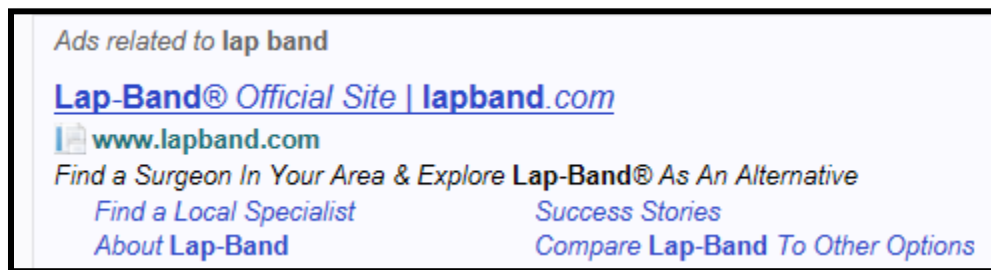 Ads related to lap band
Lap-Band® Official Site | lapband.com
www.lapband.com
Find a Surgeon In Your Area & Explore Lap-Band® As An Alternative
Find a Local Specialist Success Stories
About Lap-Band Compare Lap-Band To Other Options